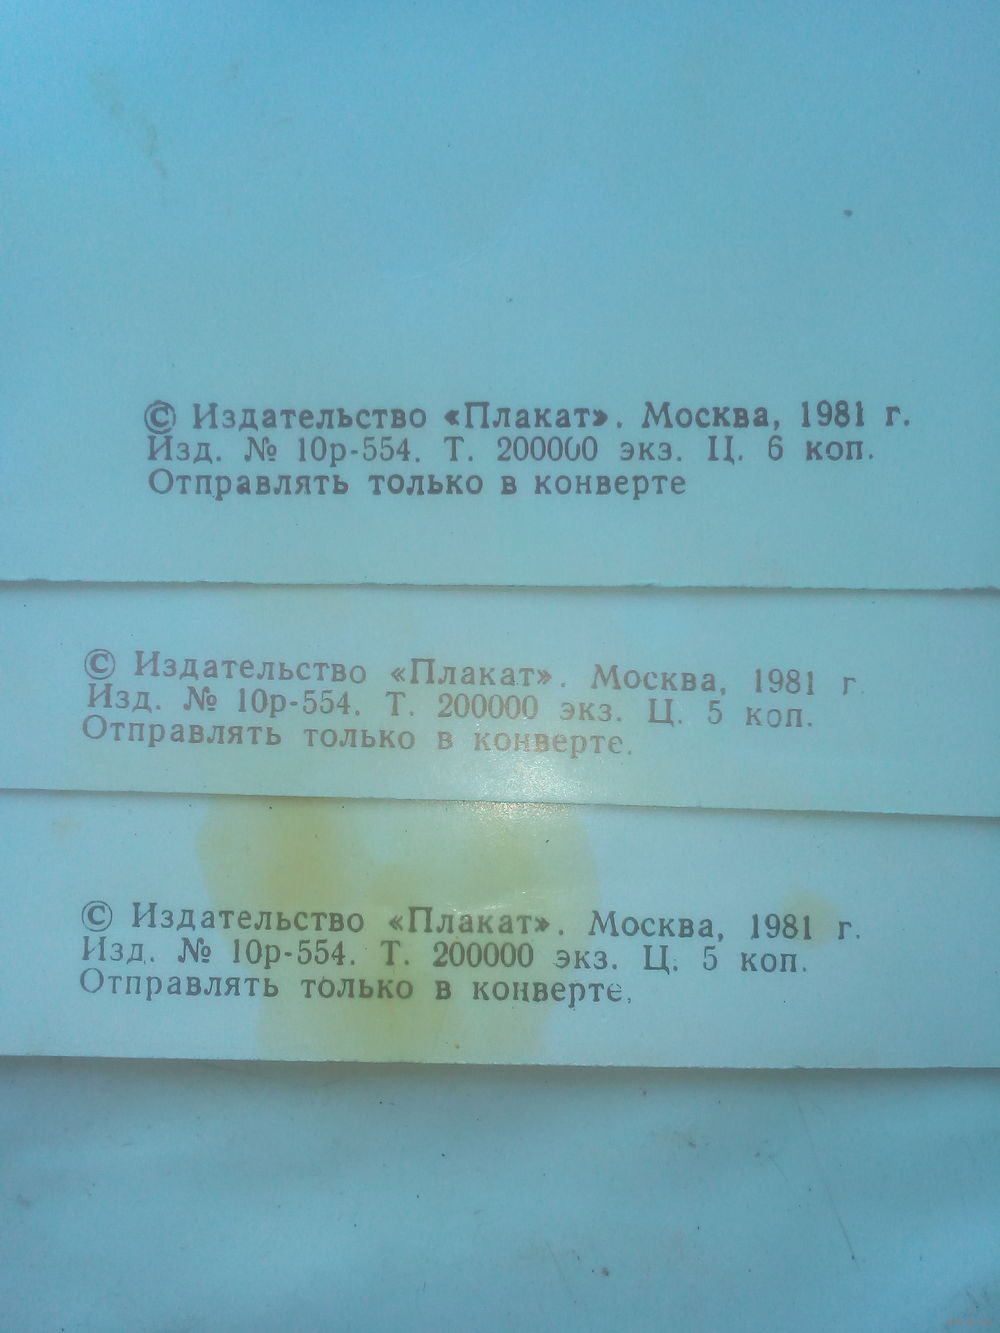 © Издательство «Плакат». Москва, 1981 г.
Изд. № 10р-554. Т. 200000 экз. Ц. 6 коп.
Отправлять только в конверте
© Издательство «Плакат». Москва, 1981 г.
Изд. № 10р-554. Т. 200000 экз. Ц. 5 коп.
Отправлять только в конверте.
© Издательство «Плакат». Москва, 1981 г.
Изд. № 10р-554. Т. 200000 экз. Ц. 5 коп.
Отправлять только в конверте.